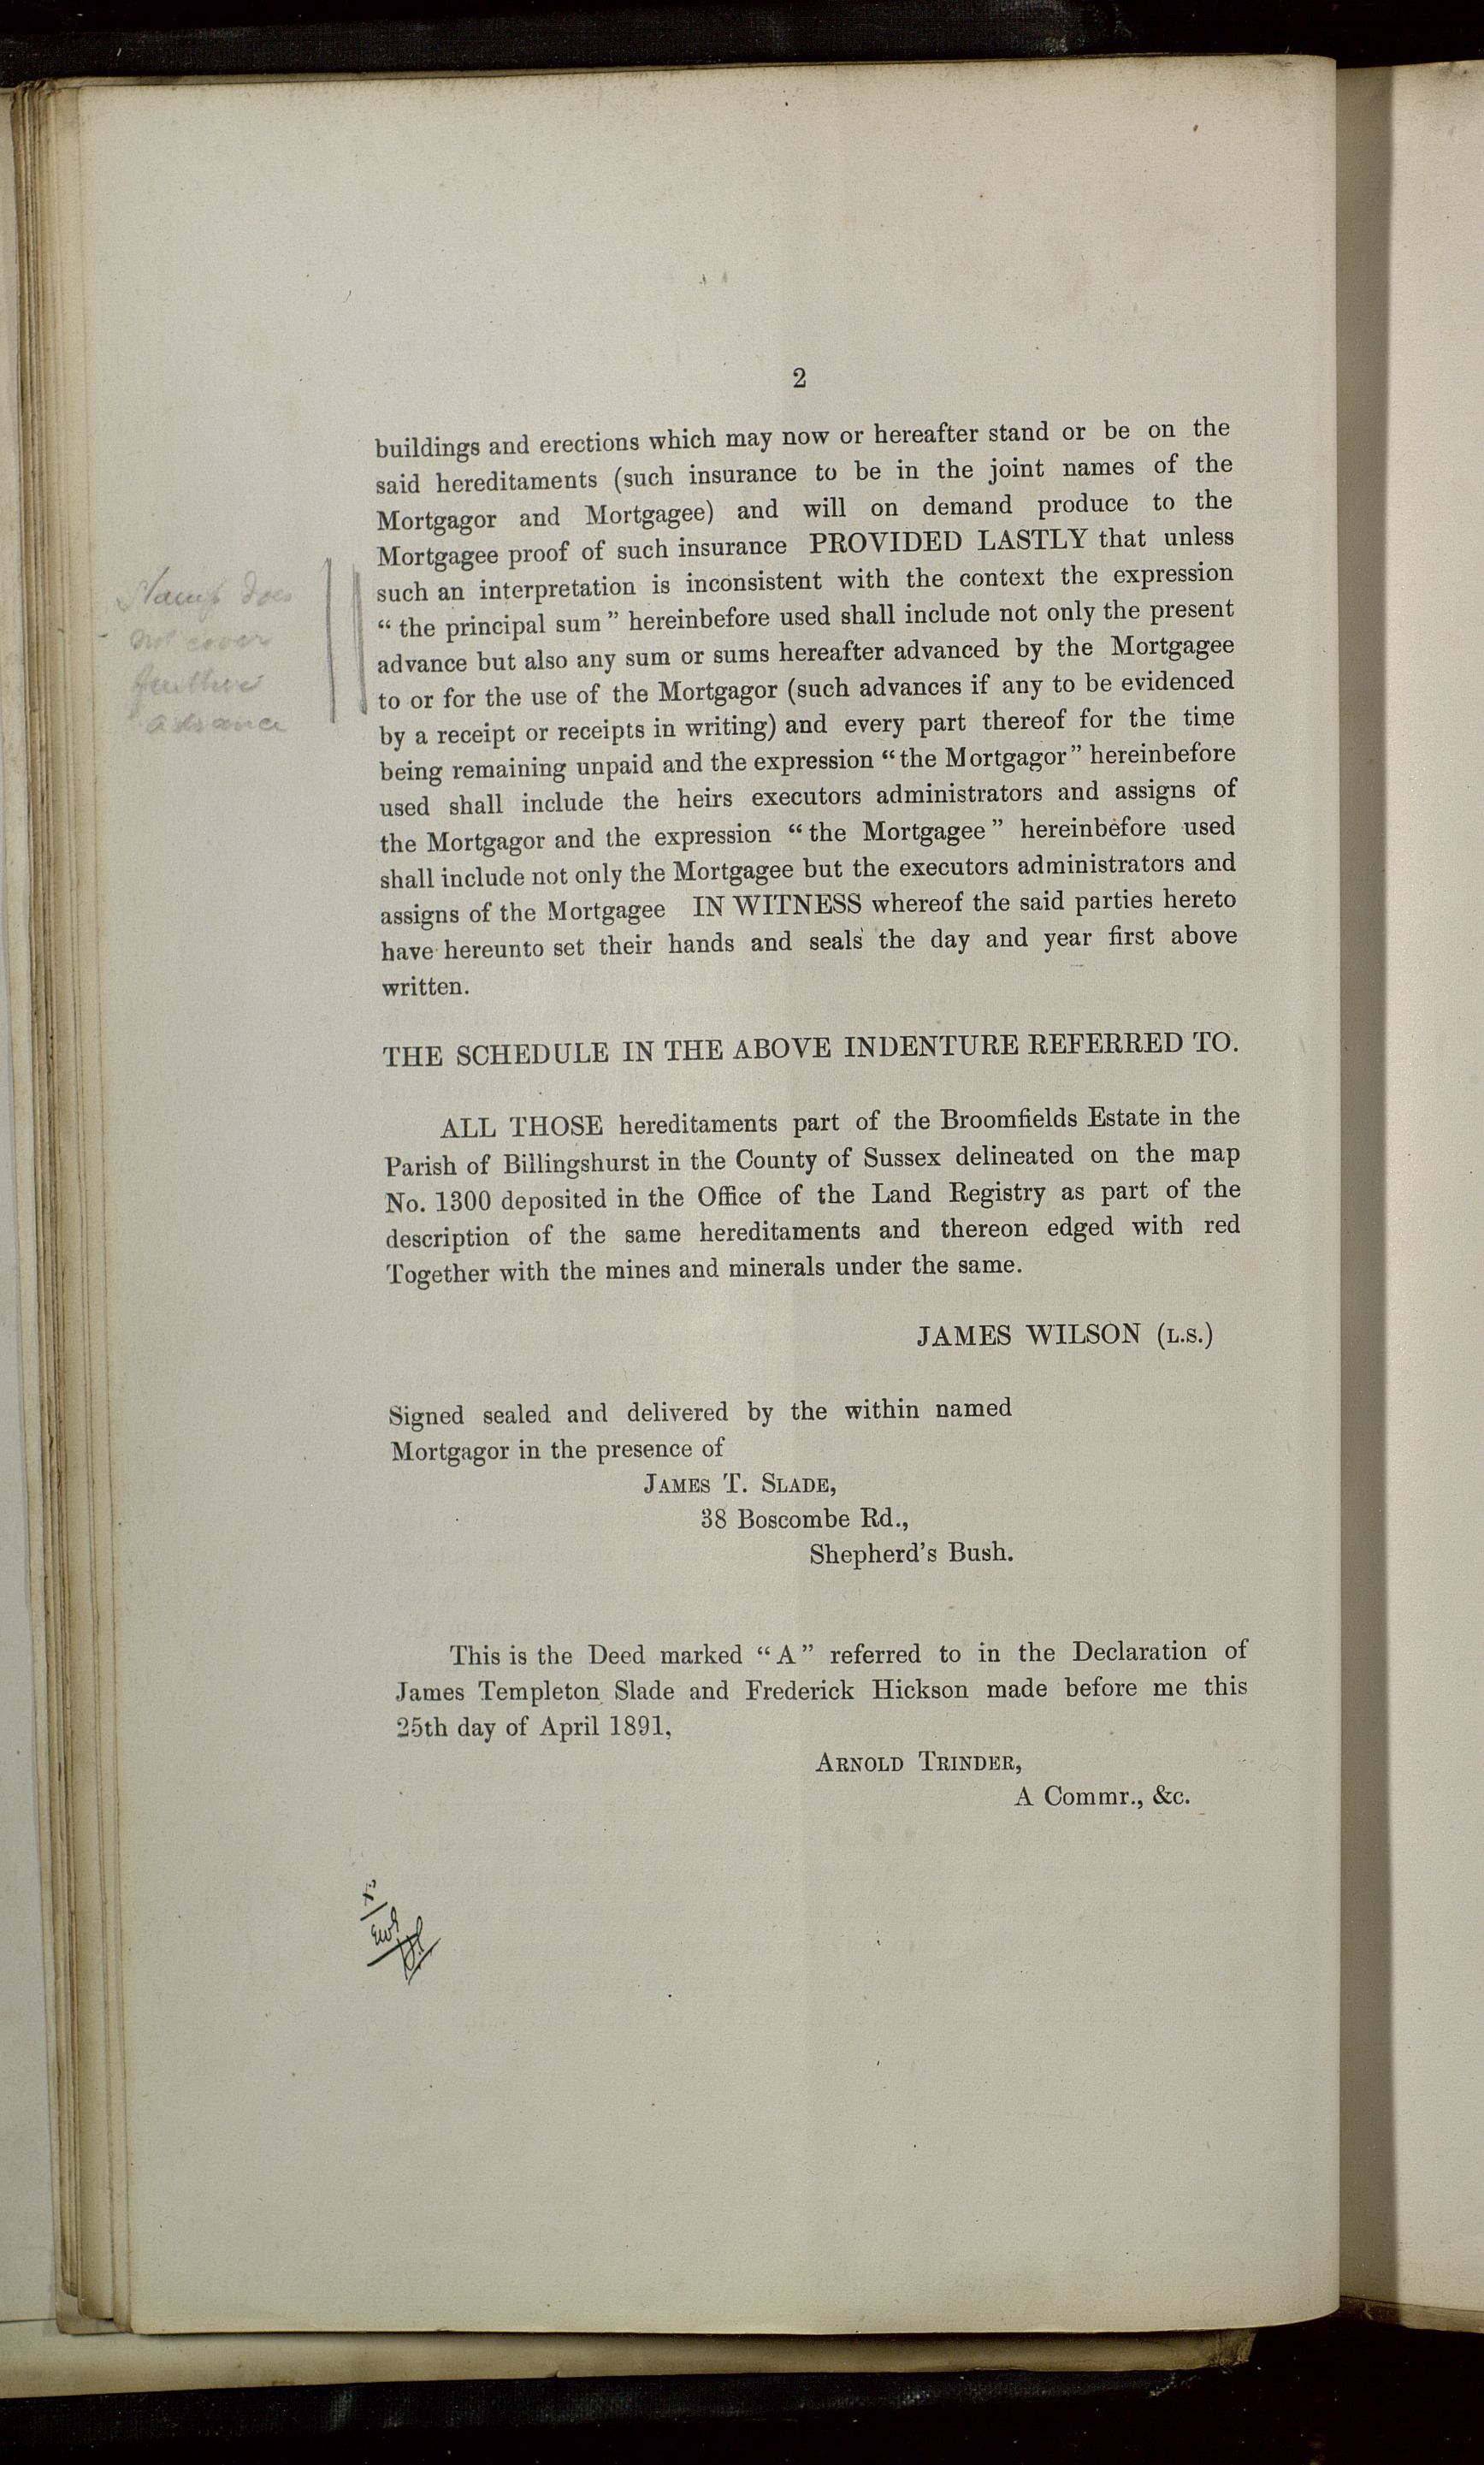 2
buildings and erections which may now or hereafter stand or be on the
said hereditaments (such insurance to be in the joint names of the
Mortgagor and Mortgagee) and will on demand produce to the
Mortgagee proof of such insurance PROVIDED LASTLY that unless
such an interpretation is inconsistent with the context the expression
“ the principal sum ” hereinbefore used shall include not only the present
advance but also any sum or sums hereafter advanced by the Mortgagee
to or for the use of the Mortgagor (such advances if any to be evidenced
by a receipt or receipts in writing) and every part thereof for the time
being remaining unpaid and the expression “ the Mortgagor ” hereinbefore
used shall include the heirs executors administrators and assigns of
the Mortgagor and the expression “ the Mortgagee ” hereinbefore used
shall include not only the Mortgagee but the executors administrators and
assigns of the Mortgagee IN WITNESS whereof the said parties hereto
have hereunto set their hands and seals the day and year first above
written.
Stamp does
not cover
further
advance
THE SCHEDULE IN THE ABOVE INDENTURE REFERRED TO.
ALL THOSE hereditaments part of the Broomfields Estate in the
Parish of Billingshurst in the County of Sussex delineated on the map
No. 1300 deposited in the Office of the Land Registry as part of the
description of the same hereditaments and thereon edged with red
Together with the mines and minerals under the same.
JAMES WILSON (L.S.)
Signed sealed and delivered by the within named
Mortgagor in the presence of
JAMES T. SLADE,
38 Boscombe Rd.,
Shepherd's Bush.
This is the Deed marked “ A ” referred to in the Declaration of
James Templeton Slade and Frederick Hickson made before me this
25th day of April 1891,
ARNOLD TRINDER,
A Commr., &c.